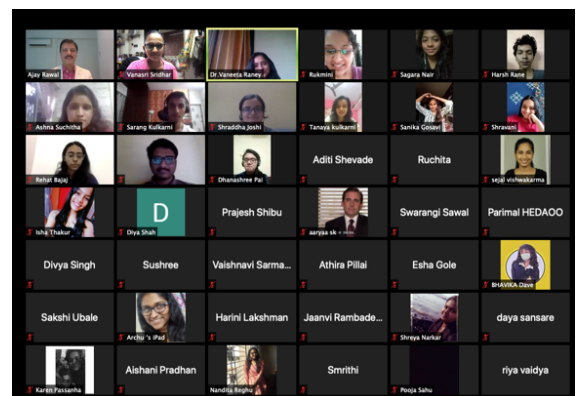 Ajay Rawal
Vanasri Sridhar
Dr.Vaneeta Raney
Rukmini
Sagara Nair
Harsh Rane
Ashna Suchitha
Sarang Kulkarni
Shraddha Joshi
Tanaya kulkarni
Sanika Gosavi
Shravani
Rehat Bajaj
Dhanashree Pai
Aditi Shevade
Ruchita
sejal vishwakarma
Isha Thakur
D
Diya Shah
Prajesh Shibu
aaryaa sk
Swarangi Sawal
Parimal HEDAOO
Divya Singh
Sushree
Vaishnavi Sarma...
Athira Pillai
Esha Gole
BHAVIKA Dave
Sakshi Ubale
Archu 's iPad
Harini Lakshman
Jaanvi Rambade...
Shreya Narkar
daya sansare
Karen Passanha
Aishani Pradhan
Nandita Reghu
Smrithi
Pooja Sahu
riya vaidya